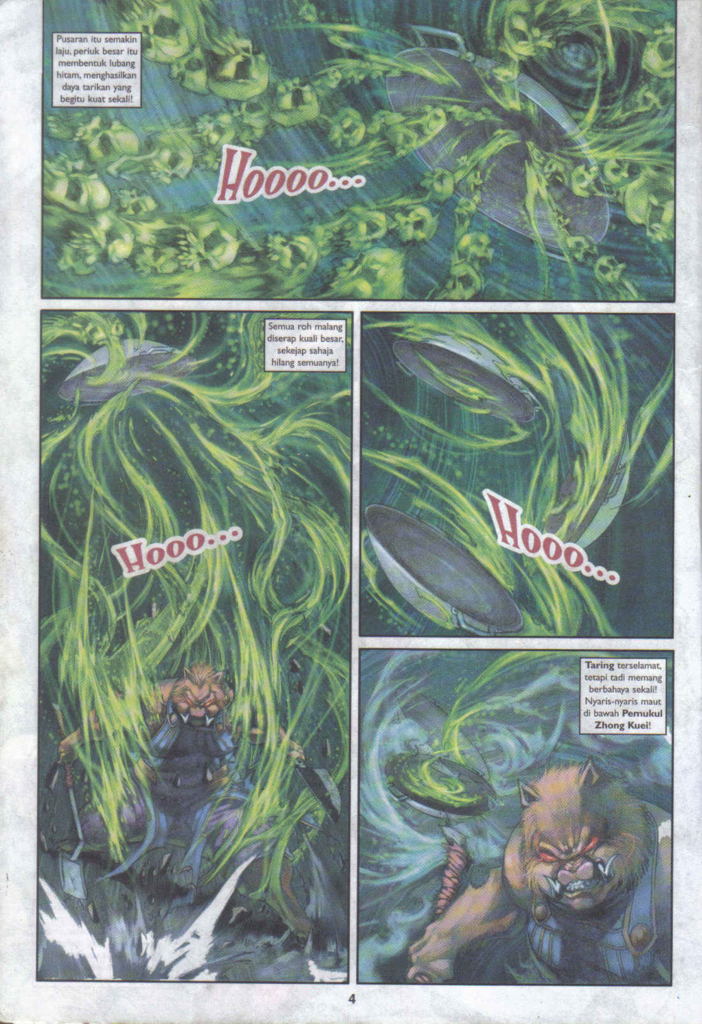 Pusaran itu semakin
laju, periuk besar itu
membentuk lubang
hitam, menghasilkan
daya tarikan yang
begitu kuat sekali!
HOOOO...
Semua roh malang
diserap kuali besar,
sekejap sahaja
hilang semuanya!
HOOO...
HOOO...
Taring terselamat,
tetapi tadi memang
berbahaya sekali!
Nyaris-nyaris maut
di bawah Pemukul
Zhong Kuei!
4